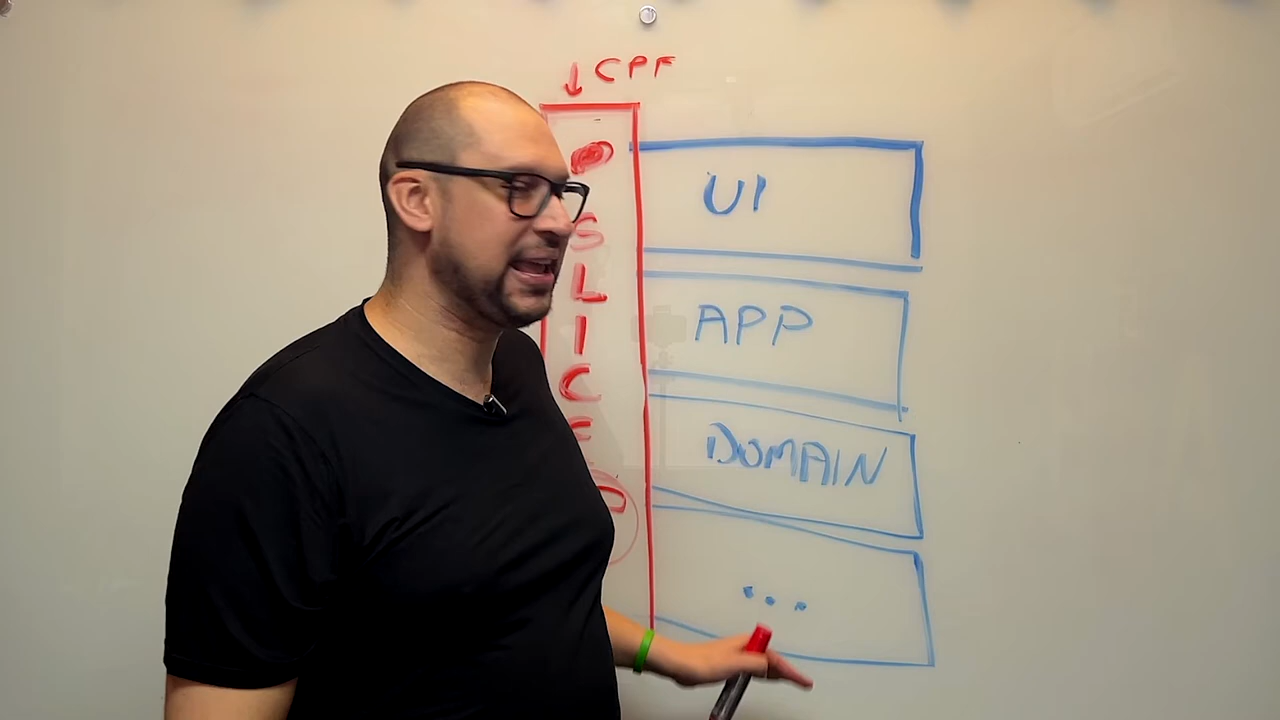 ↓ CPF
SLICE
UI
APP
DOMAIN
...